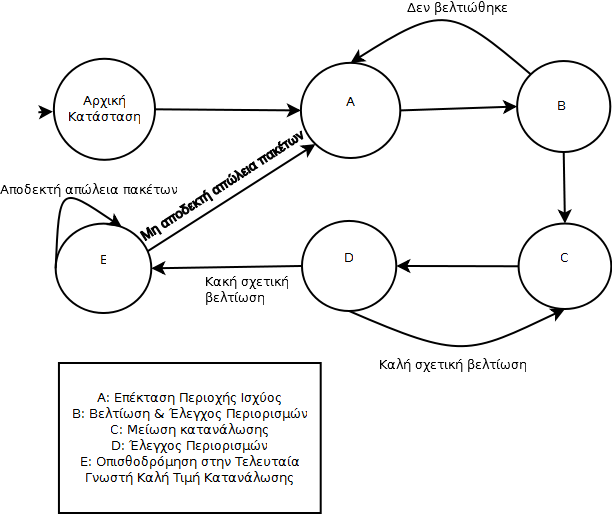 Δεν βελτιώθηκε
Αρχική
Κατάσταση
A
B
Μη αποδεκτή απώλεια πακέτων
Αποδεκτή απώλεια πακέτων
E
D
C
Κακή σχετική
βελτίωση
Καλή σχετική βελτίωση
A: Επέκταση Περιοχής Ισχύος
B: Βελτίωση & Έλεγχος Περιορισμών
C: Μείωση κατανάλωσης
D: Έλεγχος Περιορισμών
E: Οπισθοδρόμηση στην Τελευταία
Γνωστή Καλή Τιμή Κατανάλωσης